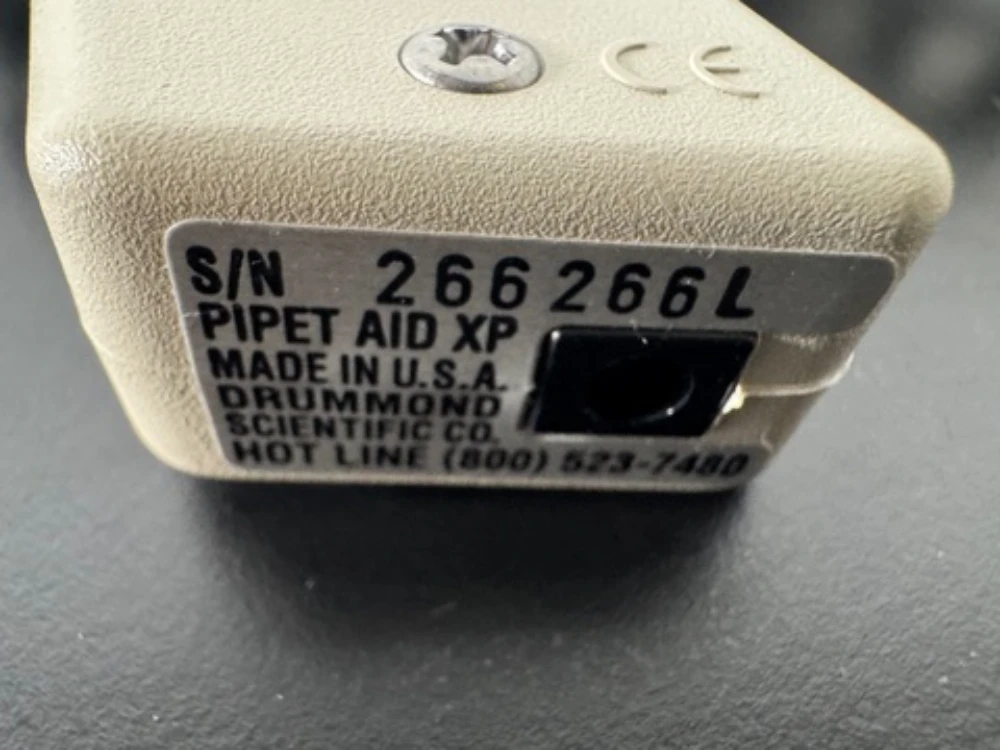 CE
S/N 266266L
PIPET AID XP
MADE IN U.S.A.
DRUMMOND
SCIENTIFIC CO.
HOT LINE (800) 523-7480